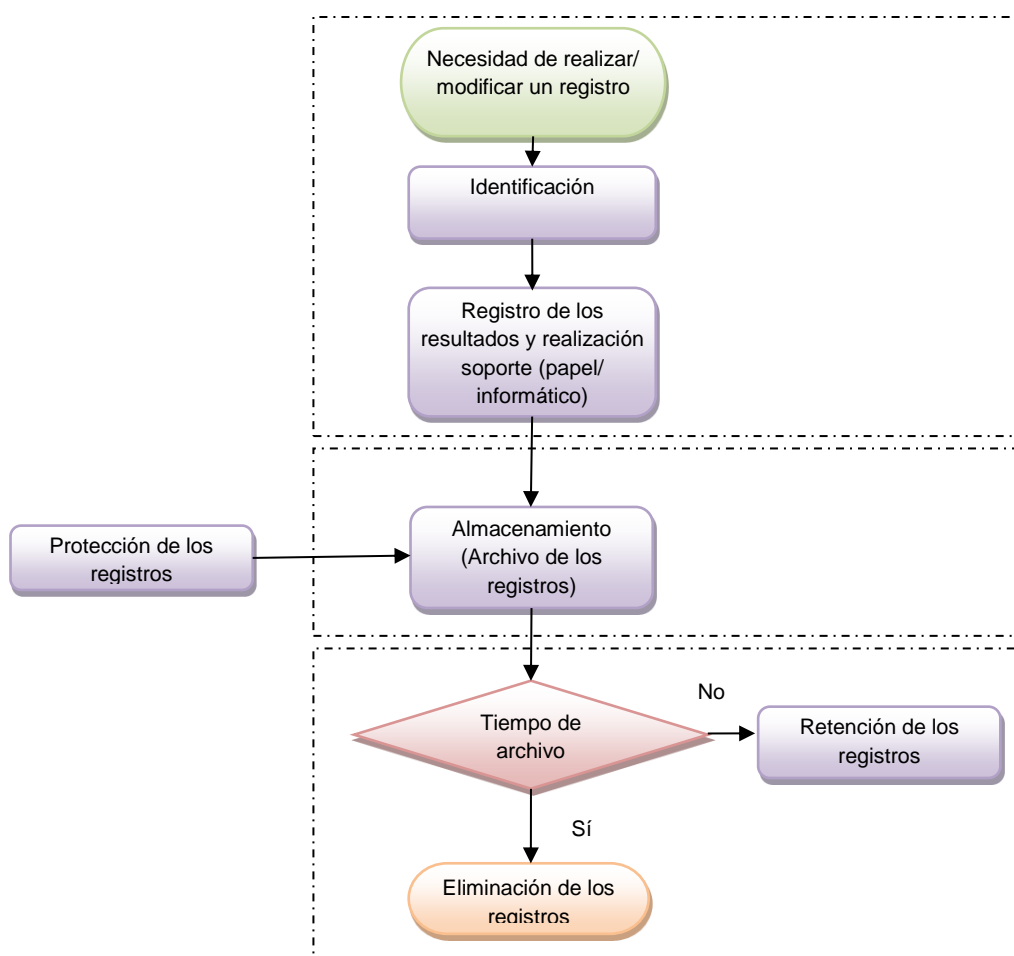 Necesidad de realizar/
modificar un registro
Identificación
Registro de los
resultados y realización
soporte (papel/
informático)
Protección de los
registros
Almacenamiento
(Archivo de los
registros)
Tiempo de
archivo
No
Retención de los
registros
Sí
Eliminación de los
registros